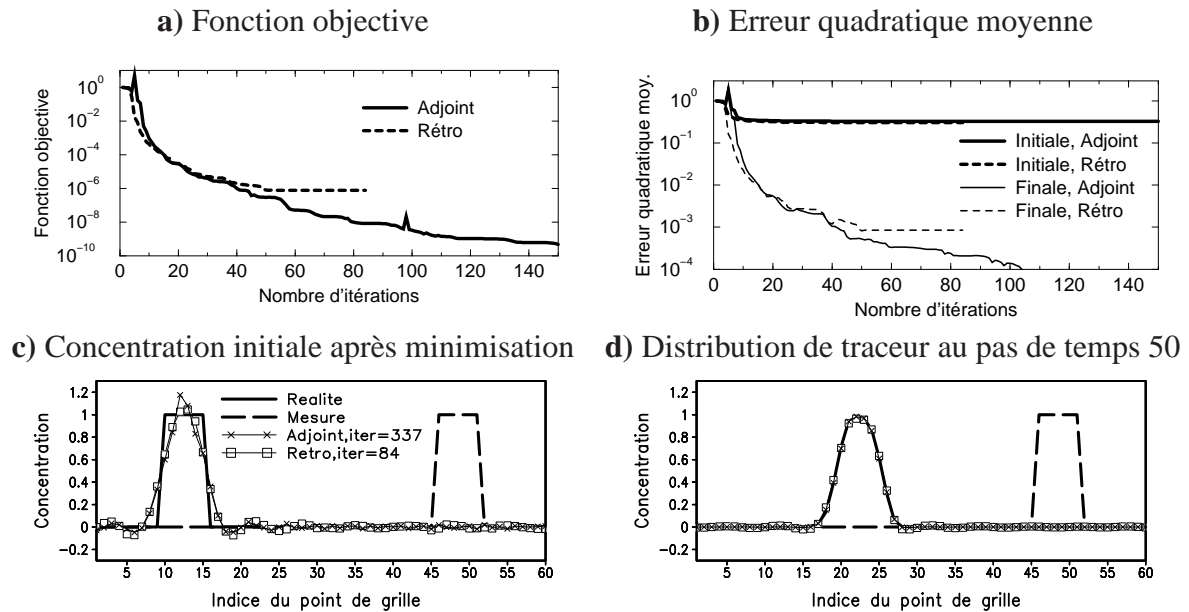 a) Fonction objective
b) Erreur quadratique moyenne
Fonction objective
10^0
10^-2
10^-4
10^-6
10^-8
10^-10
Adjoint
Rétro
0 20 40 60 80 100 120 140
Nombre d'itérations
Erreur quadratique moy.
10^0
10^-1
10^-2
10^-3
10^-4
Initiale, Adjoint
Initiale, Rétro
Finale, Adjoint
Finale, Rétro
0 20 40 60 80 100 120 140
Nombre d'itérations
c) Concentration initiale après minimisation
d) Distribution de traceur au pas de temps 50
Concentration
1.2
1
0.8
0.6
0.4
0.2
0
-0.2
Realite
Mesure
Adjoint,iter=337
Retro,iter=84
5 10 15 20 25 30 35 40 45 50 55 60
Indice du point de grille
Concentration
1.2
1
0.8
0.6
0.4
0.2
0
-0.2
5 10 15 20 25 30 35 40 45 50 55 60
Indice du point de grille